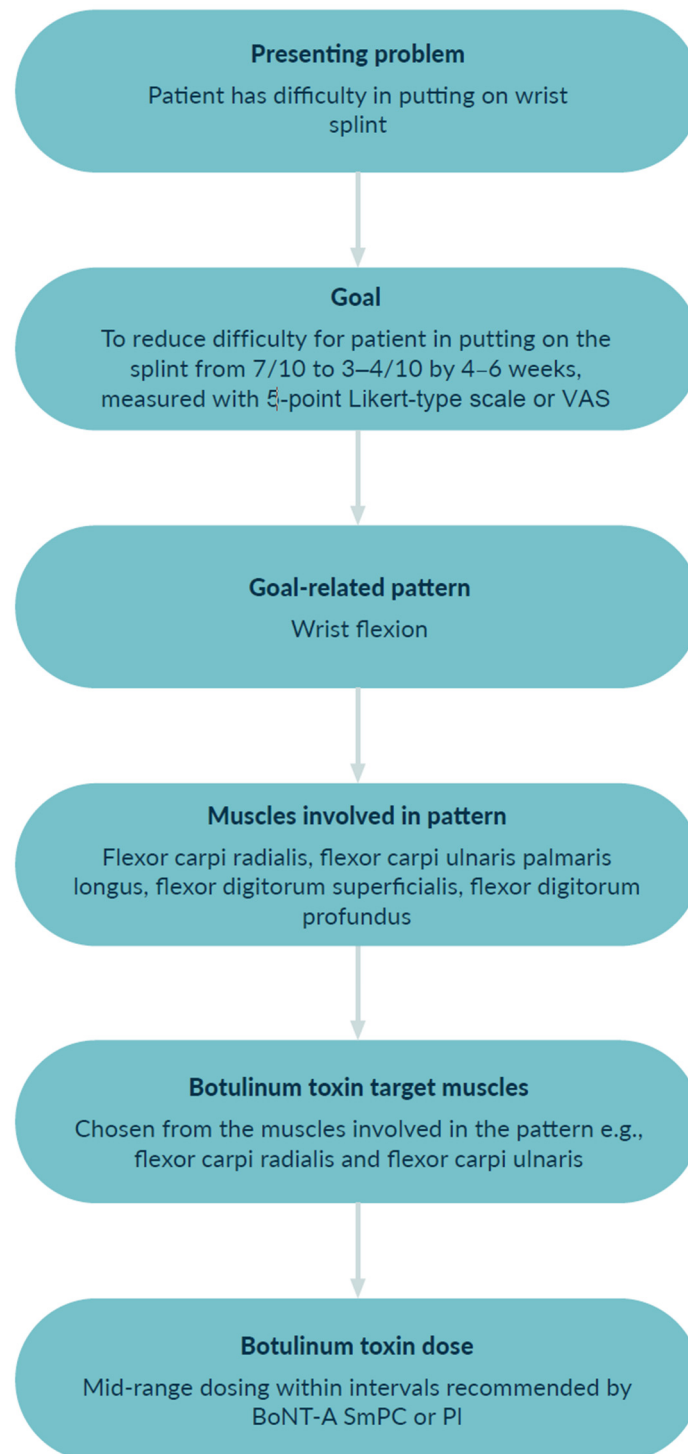 Presenting problem
Patient has difficulty in putting on wrist
splint
Goal
To reduce difficulty for patient in putting on the
splint from 7/10 to 3–4/10 by 4–6 weeks,
measured with 5-point Likert-type scale or VAS
Goal-related pattern
Wrist flexion
Muscles involved in pattern
Flexor carpi radialis, flexor carpi ulnaris palmaris
longus, flexor digitorum superficialis, flexor digitorum
profundus
Botulinum toxin target muscles
Chosen from the muscles involved in the pattern e.g.,
flexor carpi radialis and flexor carpi ulnaris
Botulinum toxin dose
Mid-range dosing within intervals recommended by
BoNT-A SmPC or PI